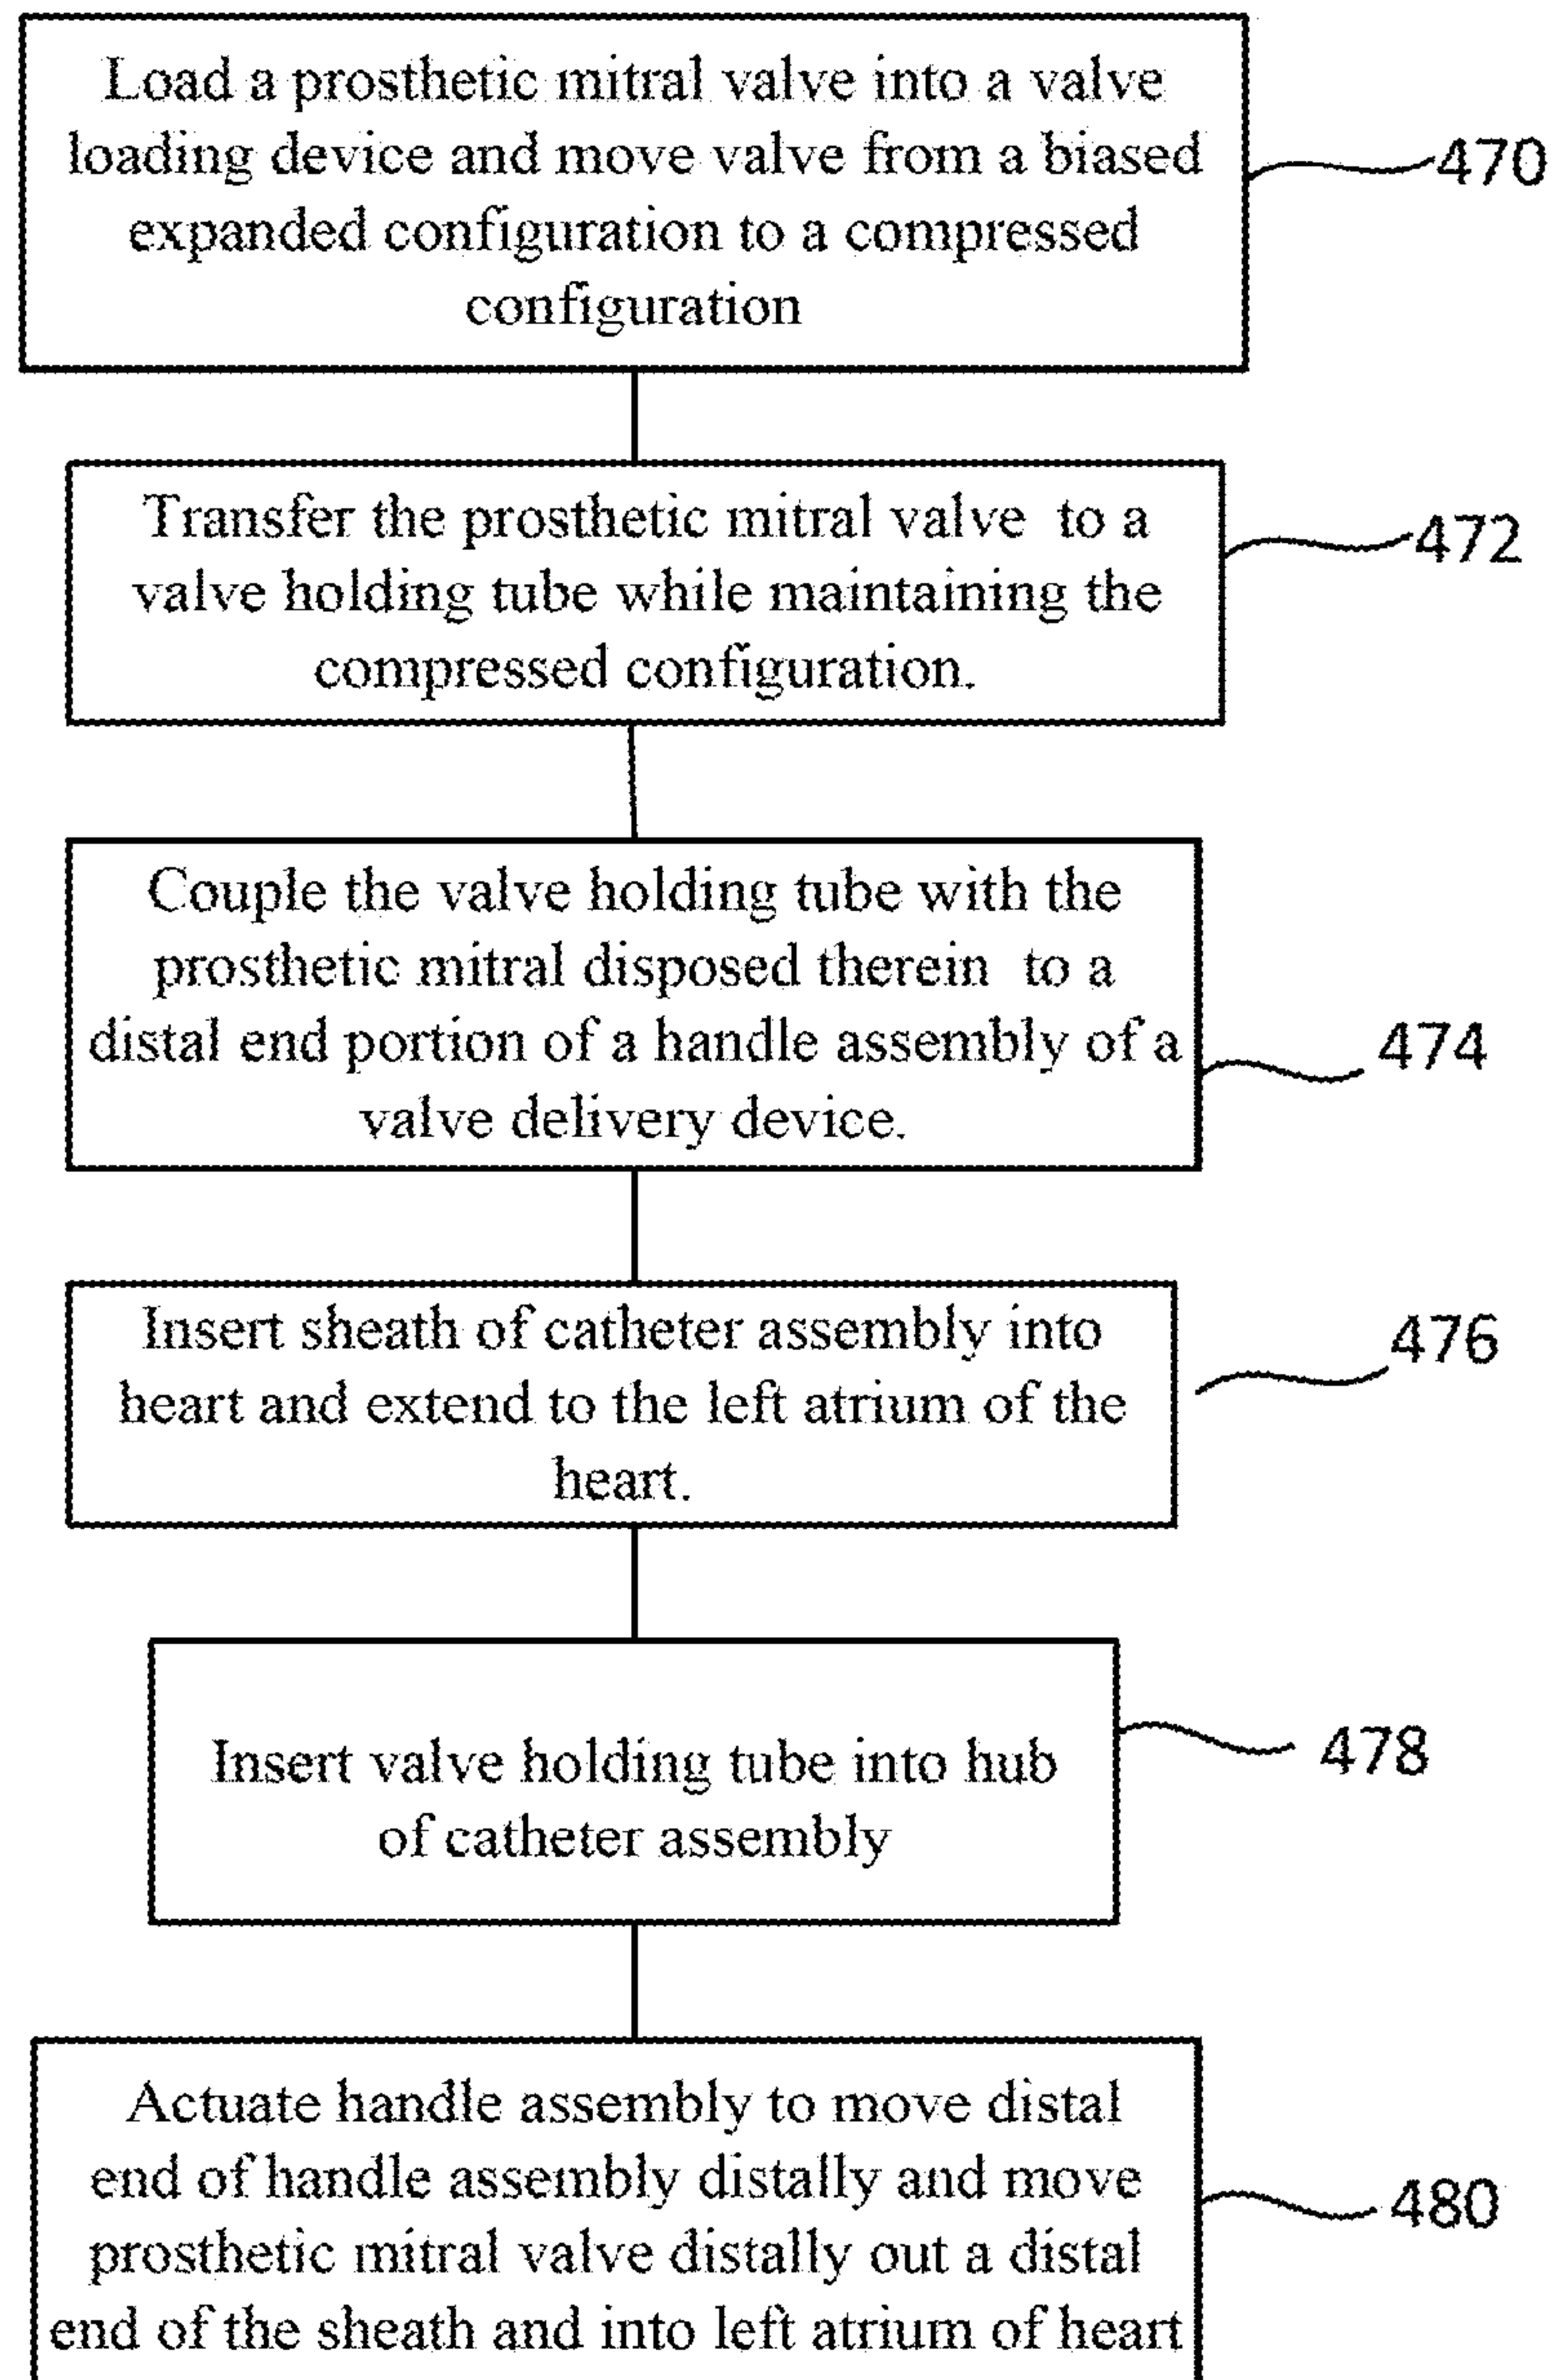 Load a prosthetic mitral valve into a valve
loading device and move valve from a biased
expanded configuration to a compressed
configuration
470
Transfer the prosthetic mitral valve to a
valve holding tube while maintaining the
compressed configuration.
472
Couple the valve holding tube with the
prosthetic mitral disposed therein to a
distal end portion of a handle assembly of a
valve delivery device.
474
Insert sheath of catheter assembly into
heart and extend to the left atrium of the
heart.
476
Insert valve holding tube into hub
of catheter assembly
478
Actuate handle assembly to move distal
end of handle assembly distally and move
prosthetic mitral valve distally out a distal
end of the sheath and into left atrium of heart
480